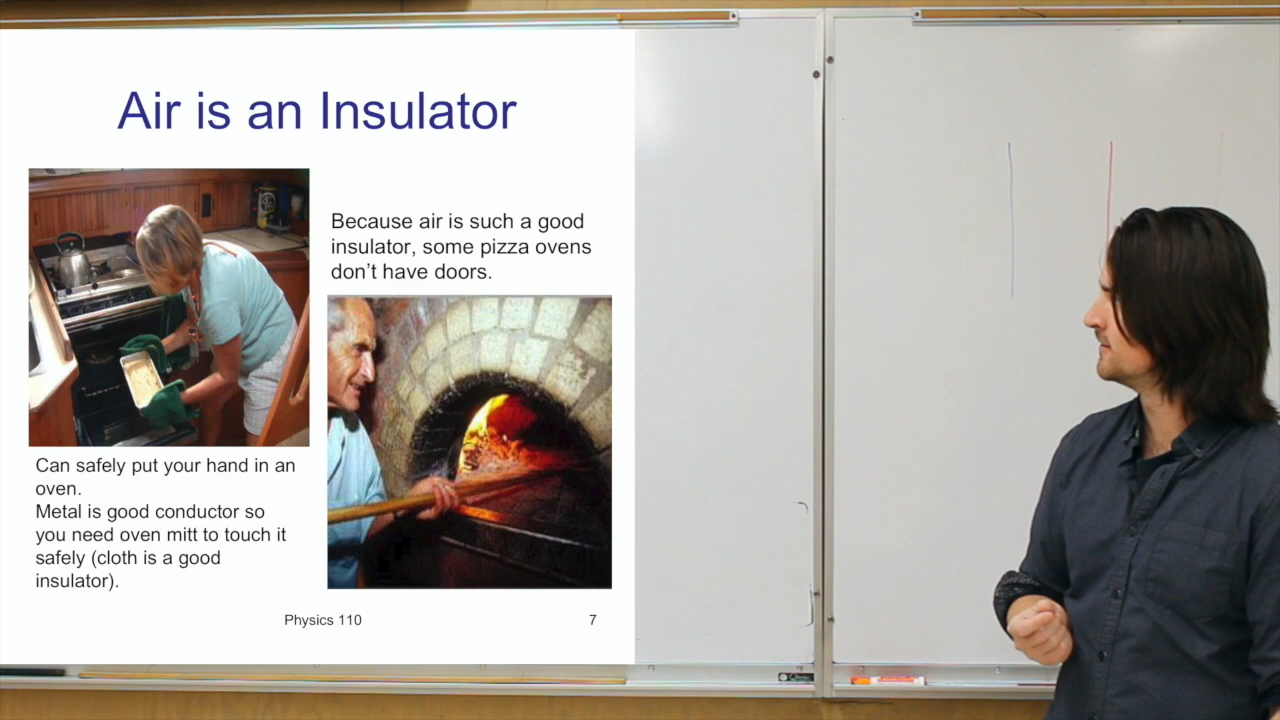 Air is an Insulator
Because air is such a good
insulator, some pizza ovens
don’t have doors.
Can safely put your hand in an
oven.
Metal is good conductor so
you need oven mitt to touch it
safely (cloth is a good
insulator).
Physics 110
7